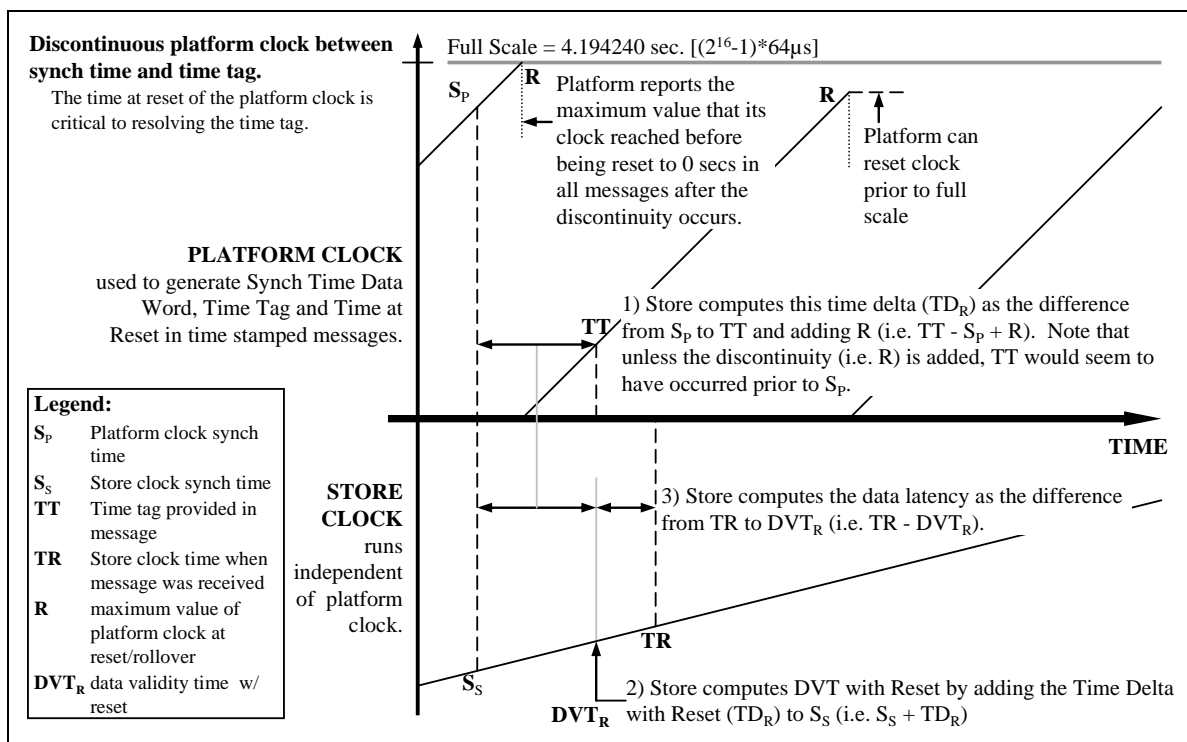 Discontinuous platform clock between
synch time and time tag.
The time at reset of the platform clock is
critical to resolving the time tag.
Full Scale = 4.194240 sec. [(2¹⁶-1)*64µs]
S_P
R
Platform reports the
maximum value that its
clock reached before
being reset to 0 secs in
all messages after the
discontinuity occurs.
R
Platform can
reset clock
prior to full
scale
PLATFORM CLOCK
used to generate Synch Time Data
Word, Time Tag and Time at
Reset in time stamped messages.
TT
1) Store computes this time delta (TD_R) as the difference
from S_P to TT and adding R (i.e. TT - S_P + R). Note that
unless the discontinuity (i.e. R) is added, TT would seem to
have occurred prior to S_P.
TIME
Legend:
S_P Platform clock synch
time
S_S Store clock synch time
TT Time tag provided in
message
TR Store clock time when
message was received
R maximum value of
platform clock at
reset/rollover
DVT_R data validity time w/
reset
STORE
CLOCK
runs
independent
of platform
clock.
3) Store computes the data latency as the difference
from TR to DVT_R (i.e. TR - DVT_R).
TR
S_S
DVT_R
2) Store computes DVT with Reset by adding the Time Delta
with Reset (TD_R) to S_S (i.e. S_S + TD_R)